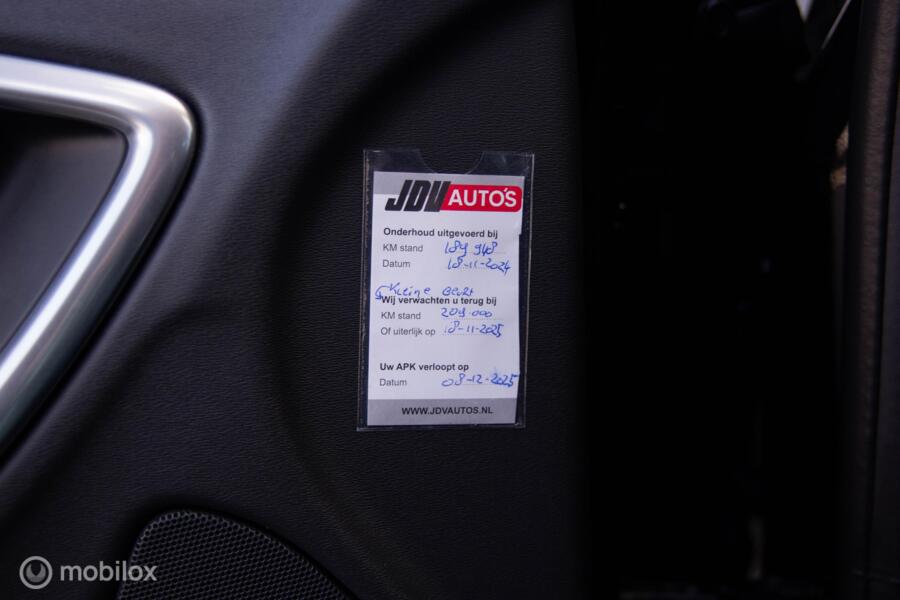 JDV AUTO'S
Onderhoud uitgevoerd bij
KM stand 189 948
Datum 18-11-2024
Kleine Beurt
Wij verwachten u terug bij
KM stand 209.000
Of uiterlijk op 18-11-2025
Uw APK verloopt op
Datum 08-12-2025
WWW.JDVAUTOS.NL
mobilox